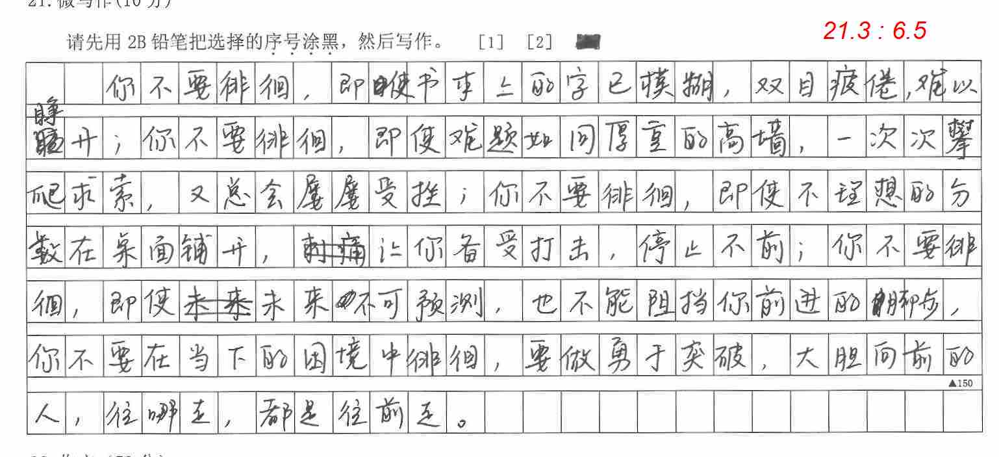 21.微写作(10分)
请先用 2B 铅笔把选择的序号涂黑，然后写作。 [1] [2]
21.3 : 6.5
你不要徘徊，即使书本上的字已模糊，双目疲倦，难以
睁开；你不要徘徊，即使难题如同厚重的高墙，一次次攀
爬求索，又总会屡屡受挫；你不要徘徊，即使不理想的分
数在桌面铺开，让你备受打击，停止不前；你不要徘
徊，即使未来不可预测，也不能阻挡你前进的脚步，
你不要在当下的困境中徘徊，要做勇于突破，大胆向前的
▲150
人，往哪走，都是往前走。